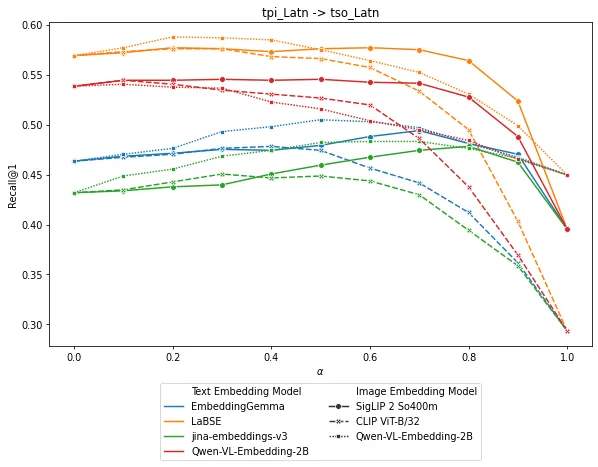 tpi_Latn -> tso_Latn
0.60
0.55
0.50
0.45
0.40
0.35
0.30
Recall@1
0.0 0.2 0.4 0.6 0.8 1.0
α
Text Embedding Model Image Embedding Model
EmbeddingGemma SigLIP 2 So400m
LaBSE CLIP ViT-B/32
jina-embeddings-v3 Qwen-VL-Embedding-2B
Qwen-VL-Embedding-2B